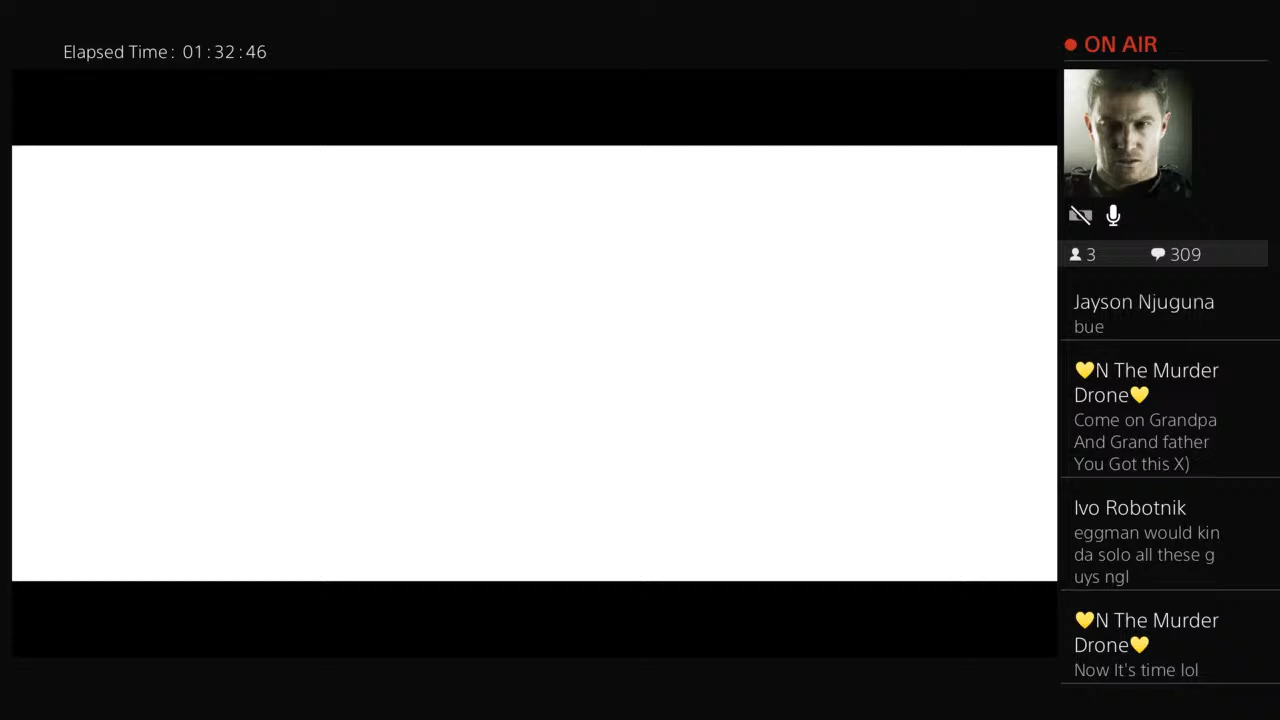 Elapsed Time: 01:32:46
ON AIR
3 309
Jayson Njuguna
bue
💛N The Murder
Drone💛
Come on Grandpa
And Grand father
You Got this X)
Ivo Robotnik
eggman would kin
da solo all these g
uys ngl
💛N The Murder
Drone💛
Now It's time lol